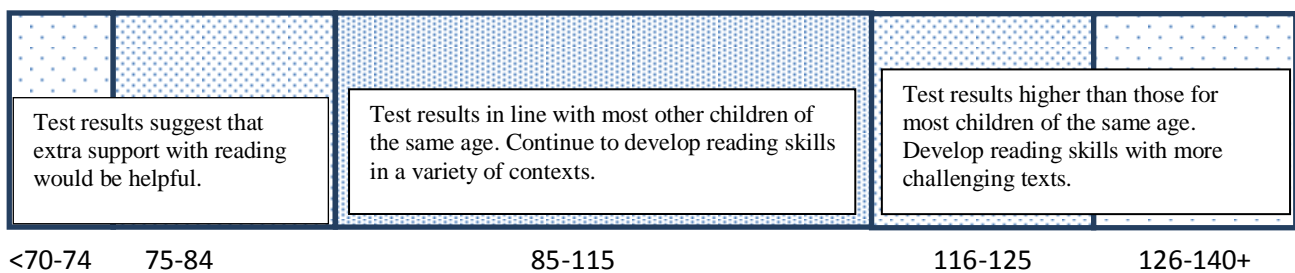 Test results suggest that
extra support with reading
would be helpful.
Test results in line with most other children of
the same age. Continue to develop reading skills
in a variety of contexts.
Test results higher than those for
most children of the same age.
Develop reading skills with more
challenging texts.
<70-74 75-84 85-115 116-125 126-140+